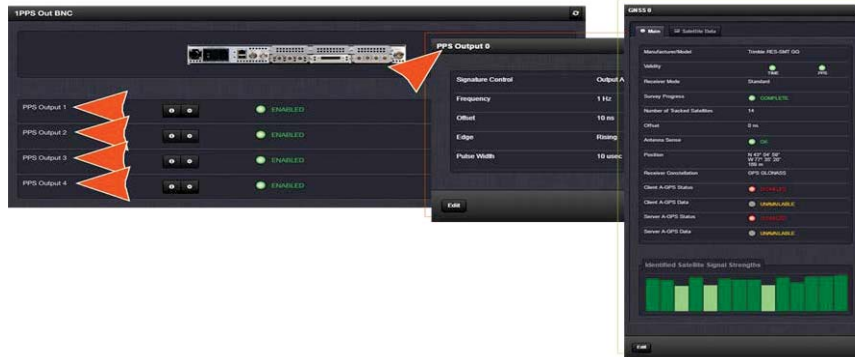 1PPS Out BNC
PPS Output 1
ENABLED
PPS Output 2
ENABLED
PPS Output 3
ENABLED
PPS Output 4
ENABLED
PPS Output 0
Signature Control Output A
Frequency 1 Hz
Offset 10 ns
Edge Rising
Pulse Width 10 usec
Edit
GNSS 0
Main
Satellite Data
Manufacturer/Model Trimble RES-SMT GG
Validity
TIME PPS
Receiver Mode Standard
Survey Progress COMPLETE
Number of Tracked Satellites 14
Offset 0 ns
Antenna Sense OK
Position
Receiver Constellation GPS GLONASS
Client A-GPS Status DISABLED
Client A-GPS Data UNAVAILABLE
Server A-GPS Status DISABLED
Server A-GPS Data UNAVAILABLE
Identified Satellite Signal Strengths
Edit